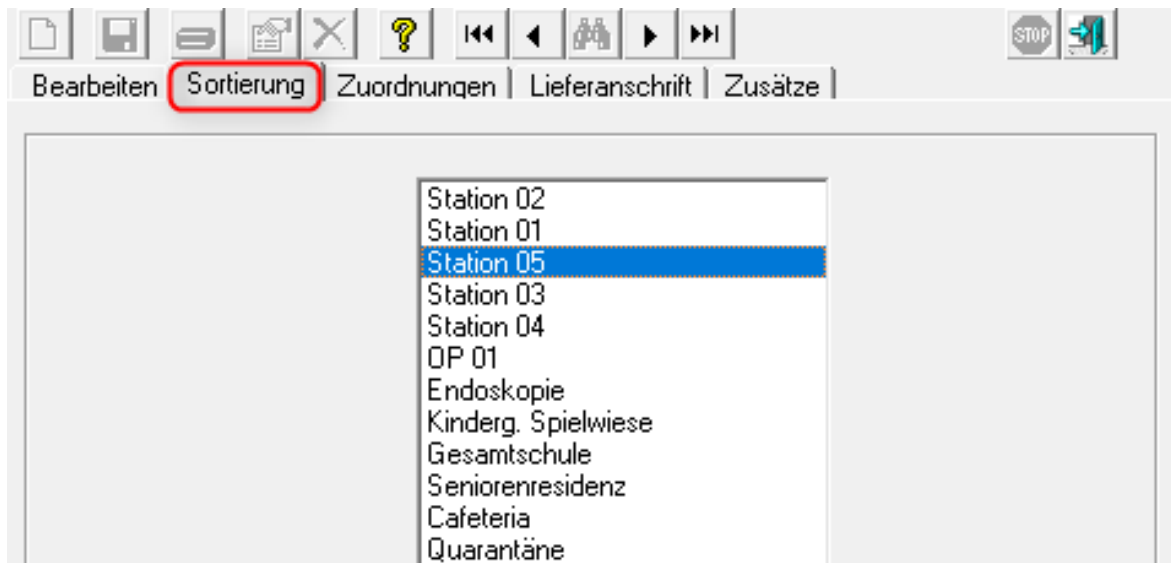 STOP
Bearbeiten Sortierung Zuordnungen Lieferanschrift Zusätze
Station 02
Station 01
Station 05
Station 03
Station 04
OP 01
Endoskopie
Kinderg. Spielwiese
Gesamtschule
Seniorenresidenz
Cafeteria
Quarantäne